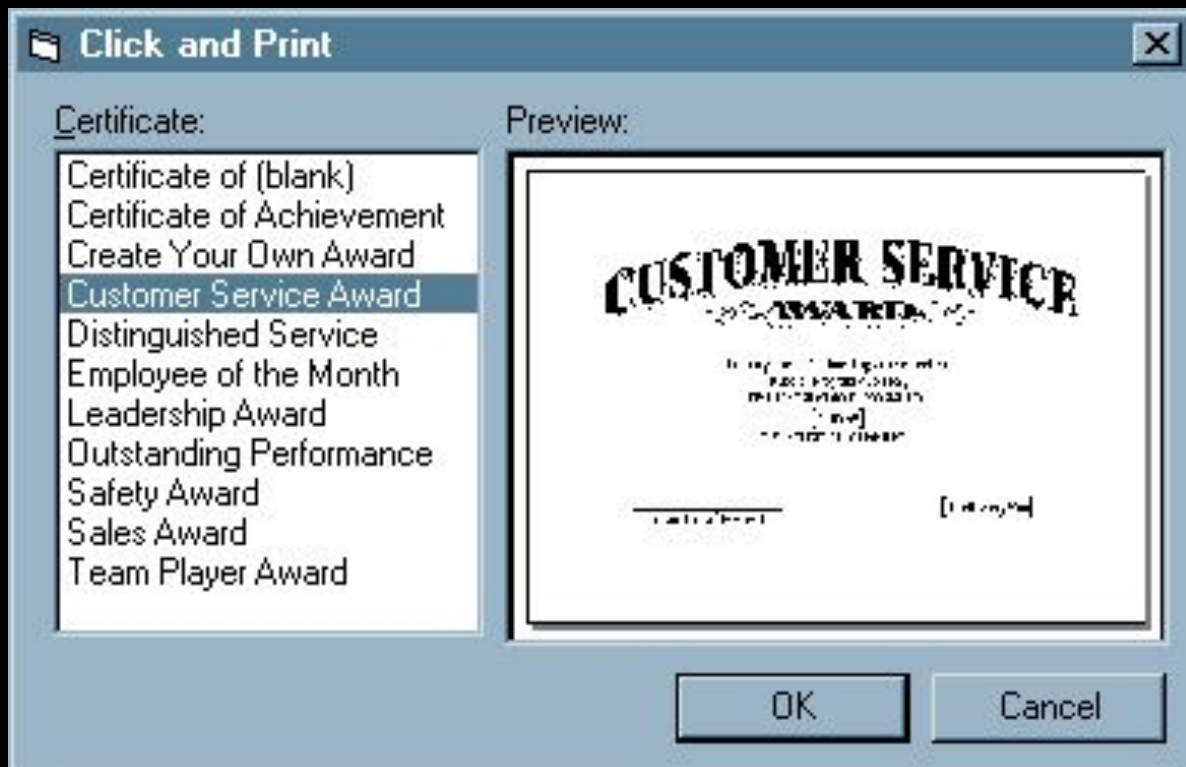 Click and Print
Certificate:
Certificate of (blank)
Certificate of Achievement
Create Your Own Award
Customer Service Award
Distinguished Service
Employee of the Month
Leadership Award
Outstanding Performance
Safety Award
Sales Award
Team Player Award
Preview:
CUSTOMER SERVICE
AWARD
OK
Cancel